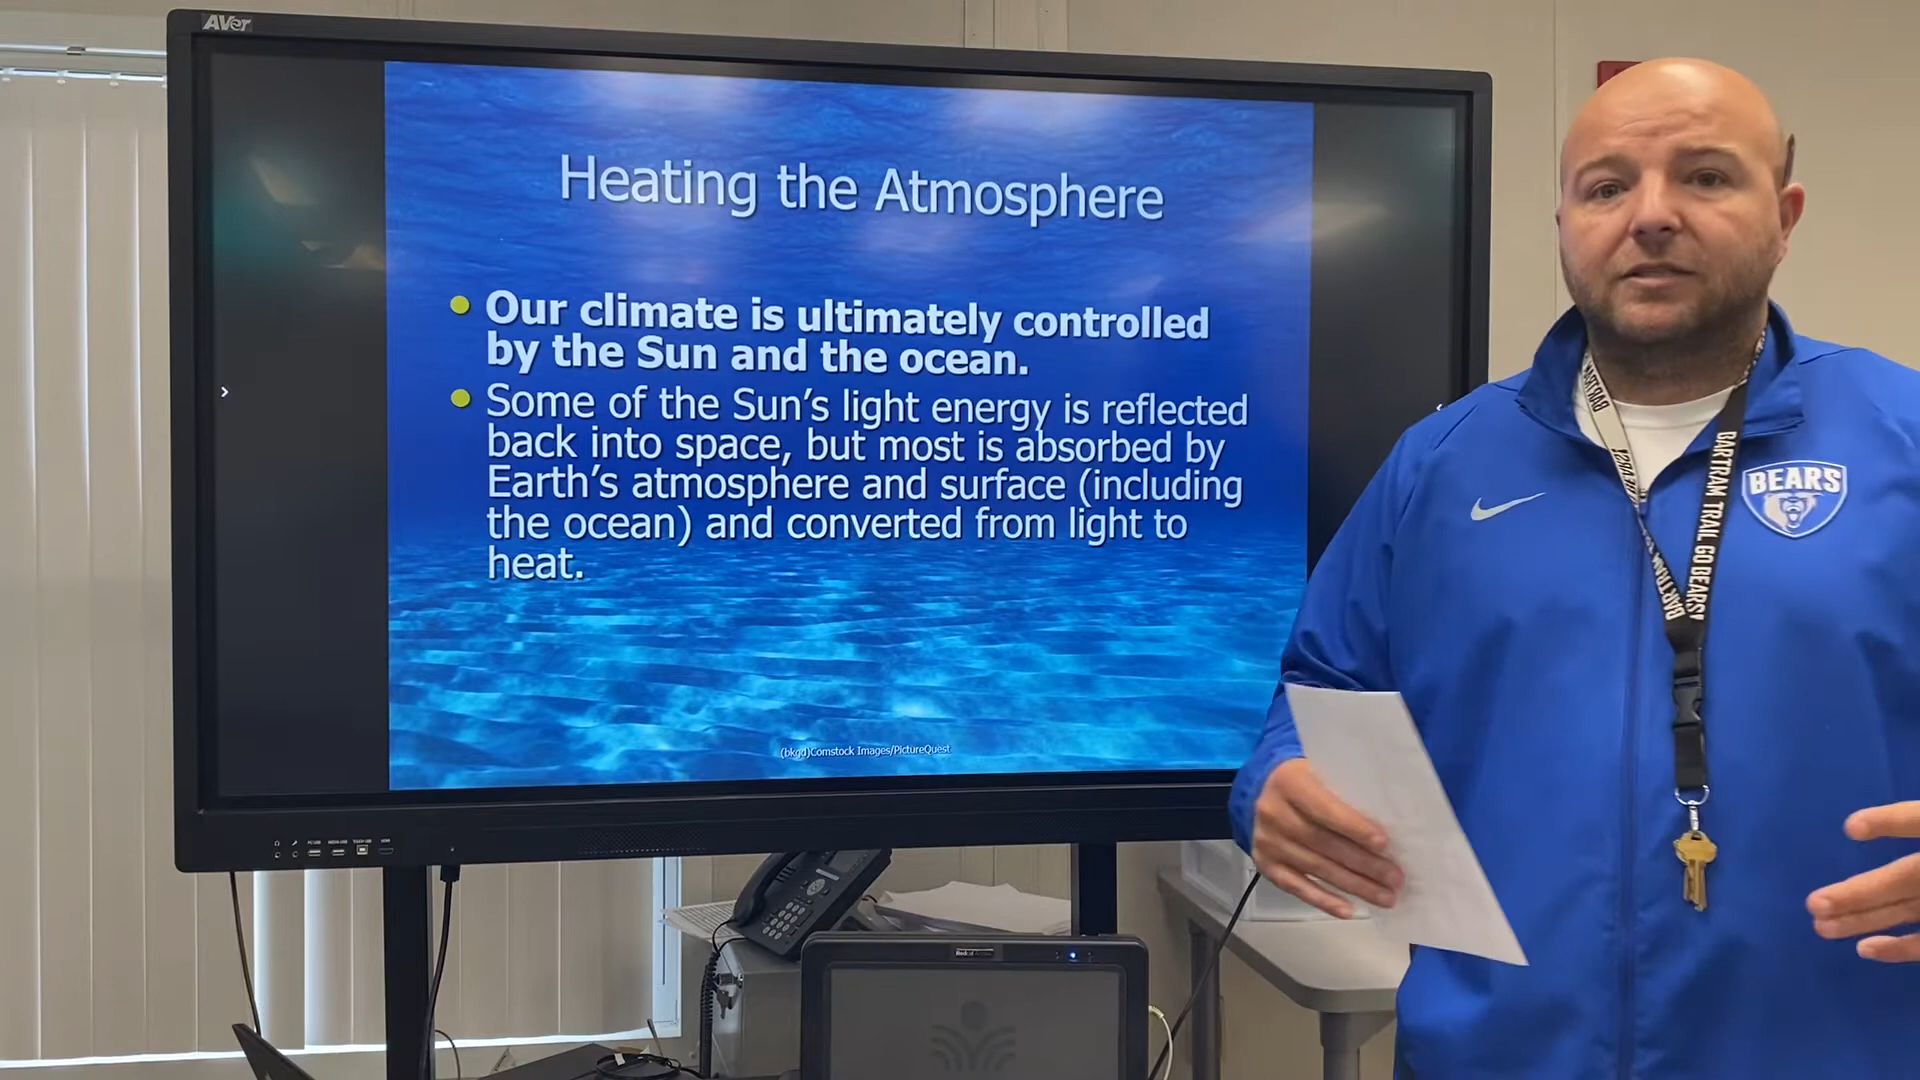 AVer
Heating the Atmosphere
Our climate is ultimately controlled
by the Sun and the ocean.
Some of the Sun’s light energy is reflected
back into space, but most is absorbed by
Earth’s atmosphere and surface (including
the ocean) and converted from light to
heat.
(bkgd)Comstock Images/PictureQuest
BEARS
BARTRAM TRAIL GO BEARS!